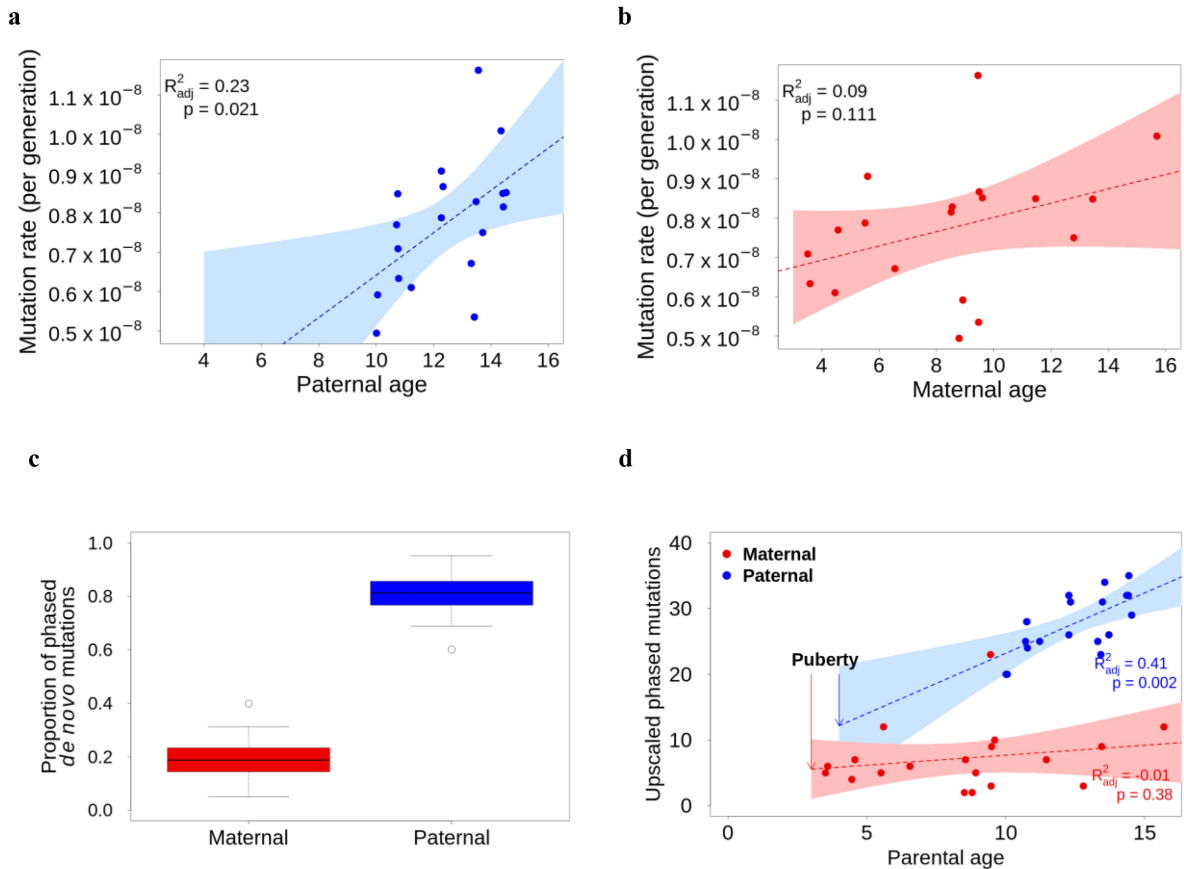 a
R²adj = 0.23
p = 0.021
Mutation rate (per generation)
1.1 x 10⁻⁸
1.0 x 10⁻⁸
0.9 x 10⁻⁸
0.8 x 10⁻⁸
0.7 x 10⁻⁸
0.6 x 10⁻⁸
0.5 x 10⁻⁸
4 6 8 10 12 14 16
Paternal age
b
R²adj = 0.09
p = 0.111
Mutation rate (per generation)
1.1 x 10⁻⁸
1.0 x 10⁻⁸
0.9 x 10⁻⁸
0.8 x 10⁻⁸
0.7 x 10⁻⁸
0.6 x 10⁻⁸
0.5 x 10⁻⁸
4 6 8 10 12 14 16
Maternal age
c
Proportion of phased
de novo mutations
1.0
0.8
0.6
0.4
0.2
0.0
Maternal Paternal
d
Upscaled phased mutations
40
30
20
10
0
Maternal
Paternal
Puberty
R²adj = 0.41
p = 0.002
R²adj = -0.01
p = 0.38
0 5 10 15
Parental age